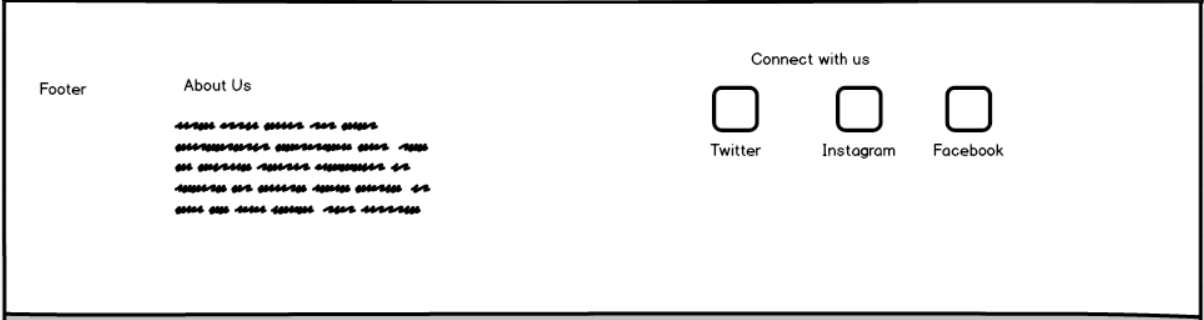 Connect with us
Footer
About Us
Twitter
Instagram
Facebook